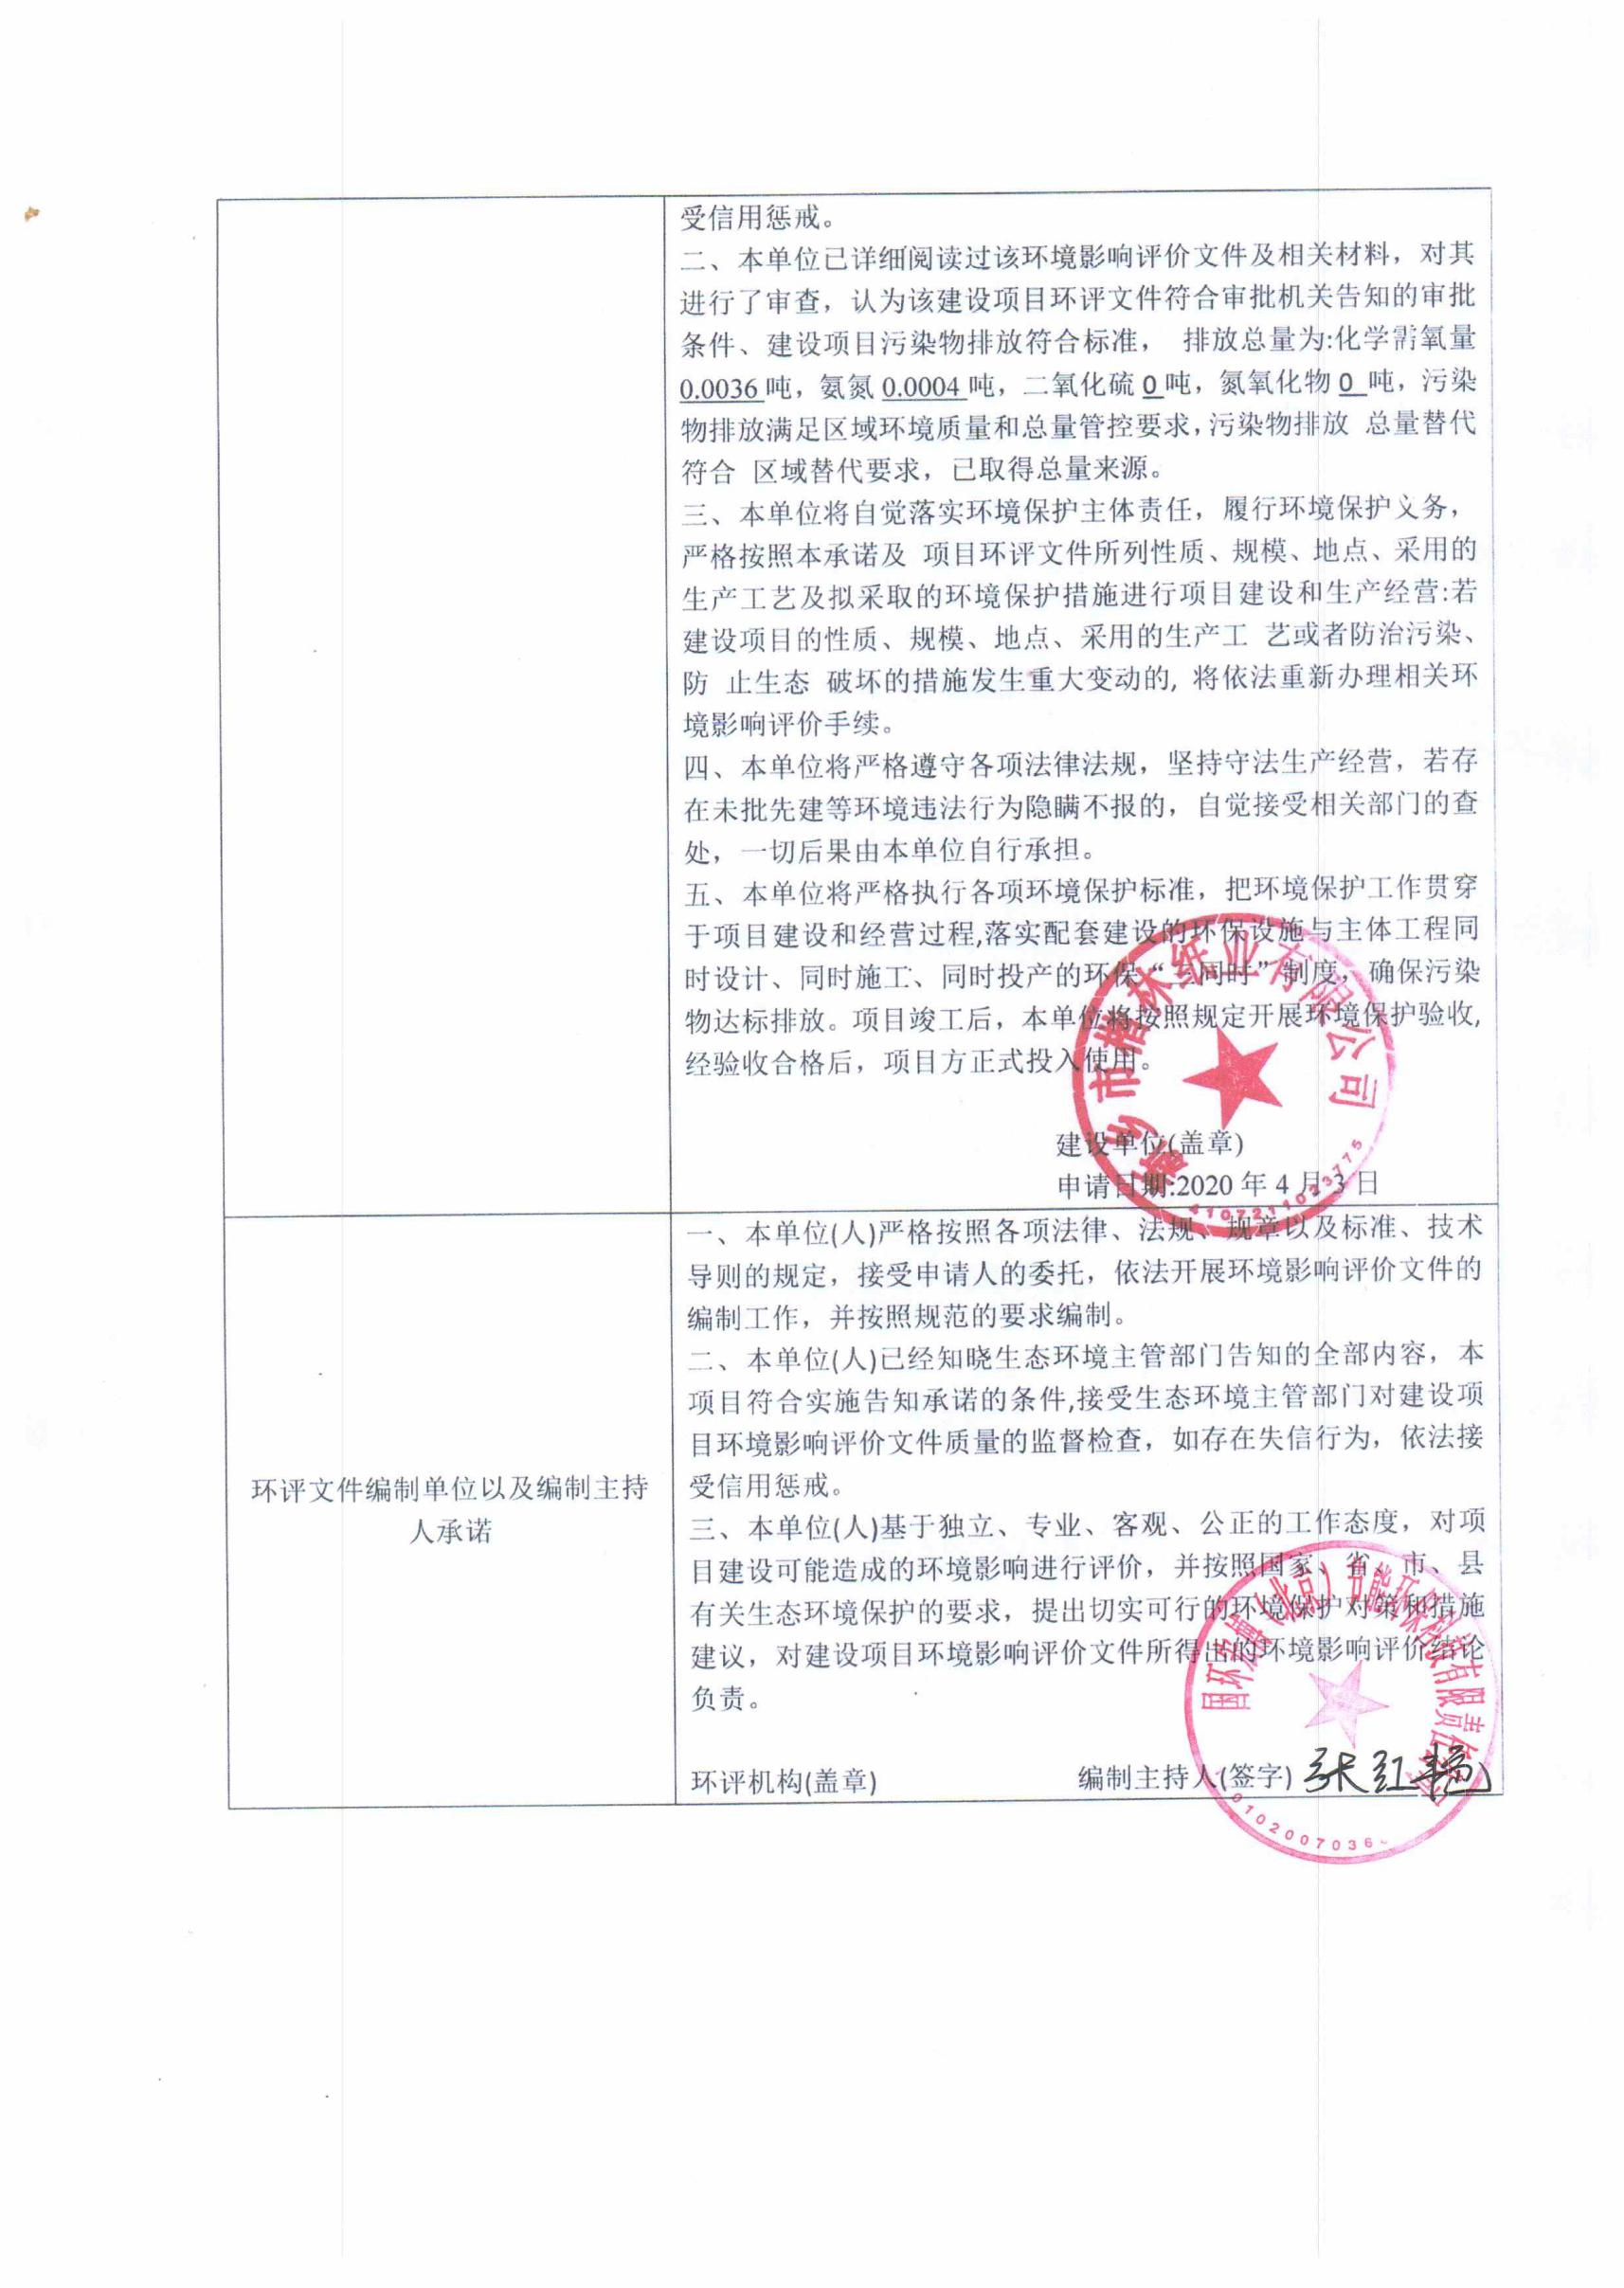 受信用惩戒。
二、本单位已详细阅读过该环境影响评价文件及相关材料，对其
进行了审查，认为该建设项目环评文件符合审批机关告知的审批
条件、建设项目污染物排放符合标准， 排放总量为:化学需氧量
0.0036 吨，氨氮 0.0004 吨，二氧化硫 0 吨，氮氧化物 0 吨，污染
物排放满足区域环境质量和总量管控要求,污染物排放 总量替代
符合 区域替代要求，已取得总量来源。
三、本单位将自觉落实环境保护主体责任，履行环境保护义务，
严格按照本承诺及 项目环评文件所列性质、规模、地点、采用的
生产工艺及拟采取的环境保护措施进行项目建设和生产经营:若
建设项目的性质、规模、地点、采用的生产工 艺或者防治污染、
防 止生态 破坏的措施发生重大变动的, 将依法重新办理相关环
境影响评价手续。
四、本单位将严格遵守各项法律法规，坚持守法生产经营，若存
在未批先建等环境违法行为隐瞒不报的，自觉接受相关部门的查
处，一切后果由本单位自行承担。
五、本单位将严格执行各项环境保护标准，把环境保护工作贯穿
于项目建设和经营过程,落实配套建设的环保设施与主体工程同
时设计、同时施工、同时投产的环保“三同时”制度，确保污染
物达标排放。项目竣工后，本单位将按照规定开展环境保护验收,
经验收合格后，项目方正式投入使用。
建设单位(盖章)
申请日期:2020 年 4 月 3 日
市 林纸业有限公司
4107211023775
环评文件编制单位以及编制主持
人承诺
一、本单位(人)严格按照各项法律、法规、规章以及标准、技术
导则的规定，接受申请人的委托，依法开展环境影响评价文件的
编制工作，并按照规范的要求编制。
二、本单位(人)已经知晓生态环境主管部门告知的全部内容，本
项目符合实施告知承诺的条件,接受生态环境主管部门对建设项
目环境影响评价文件质量的监督检查，如存在失信行为，依法接
受信用惩戒。
三、本单位(人)基于独立、专业、客观、公正的工作态度，对项
目建设可能造成的环境影响进行评价，并按照国家、省、市、县
有关生态环境保护的要求，提出切实可行的环境保护对策和措施
建议，对建设项目环境影响评价文件所得出的环境影响评价结论
负责。
环评机构(盖章) 编制主持人(签字) 张红艳
（北京）节能环保科技有限责任公司
0102007036